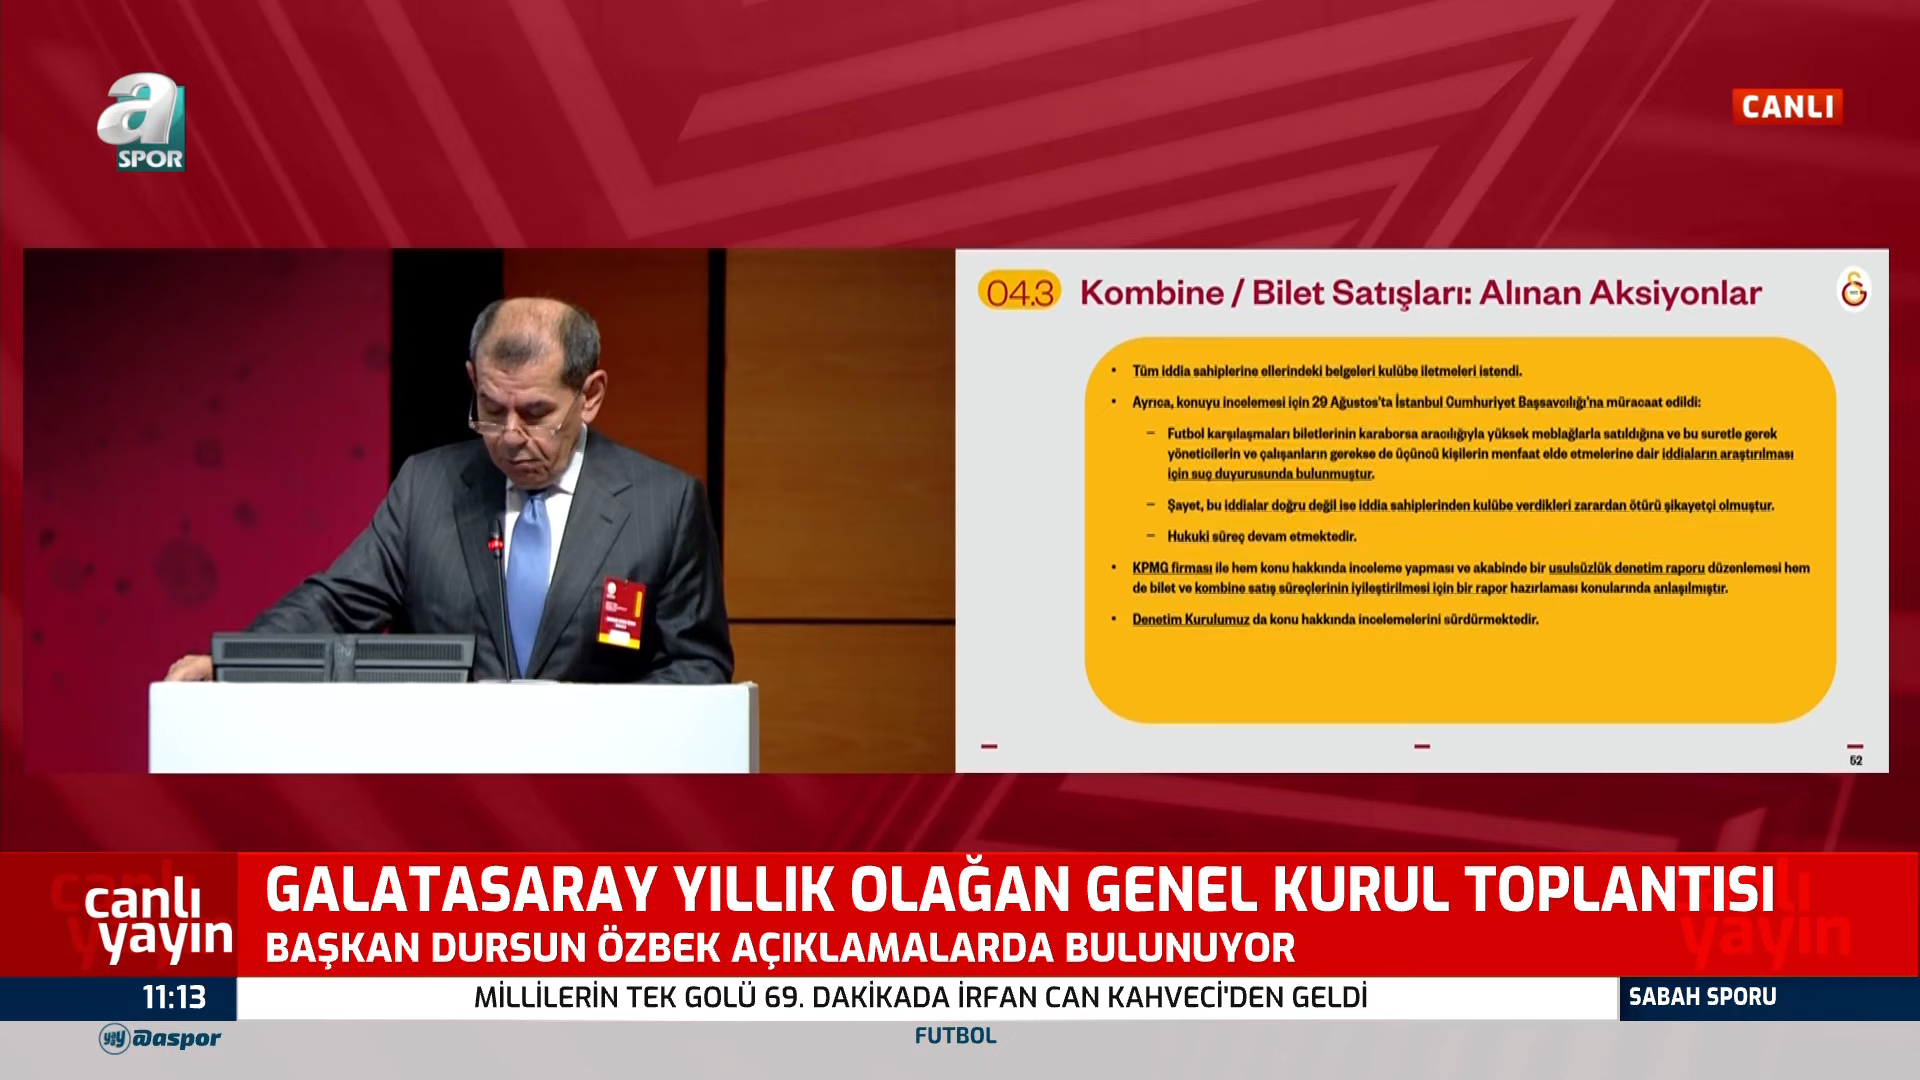 a
SPOR
CANLI
04.3 Kombine / Bilet Satışları: Alınan Aksiyonlar
• Tüm iddia sahiplerine ellerindeki belgeleri kulübe iletmeleri istendi.
• Ayrıca, konuyu incelemesi için 29 Ağustos'ta İstanbul Cumhuriyet Başsavcılığı'na müracaat edildi:
– Futbol karşılaşmaları biletlerinin karaborsa aracılığıyla yüksek meblağlarla satıldığına ve bu suretle gerek
yöneticilerin ve çalışanların gerekse de üçüncü kişilerin menfaat elde etmelerine dair iddiaların araştırılması
için suç duyurusunda bulunmuştur.
– Şayet, bu iddialar doğru değil ise iddia sahiplerinden kulübe verdikleri zarardan ötürü şikayetçi olmuştur.
– Hukuki süreç devam etmektedir.
• KPMG firması ile hem konu hakkında inceleme yapması ve akabinde bir usulsüzlük denetim raporu düzenlemesi hem
de bilet ve kombine satış süreçlerinin iyileştirilmesi için bir rapor hazırlaması konularında anlaşılmıştır.
• Denetim Kurulumuz da konu hakkında incelemelerini sürdürmektedir.
52
canlı
yayın
GALATASARAY YILLIK OLAĞAN GENEL KURUL TOPLANTISI
BAŞKAN DURSUN ÖZBEK AÇIKLAMALARDA BULUNUYOR
11:13
MİLLİLERİN TEK GOLÜ 69. DAKİKADA İRFAN CAN KAHVECİ'DEN GELDİ
SABAH SPORU
@aspor
FUTBOL